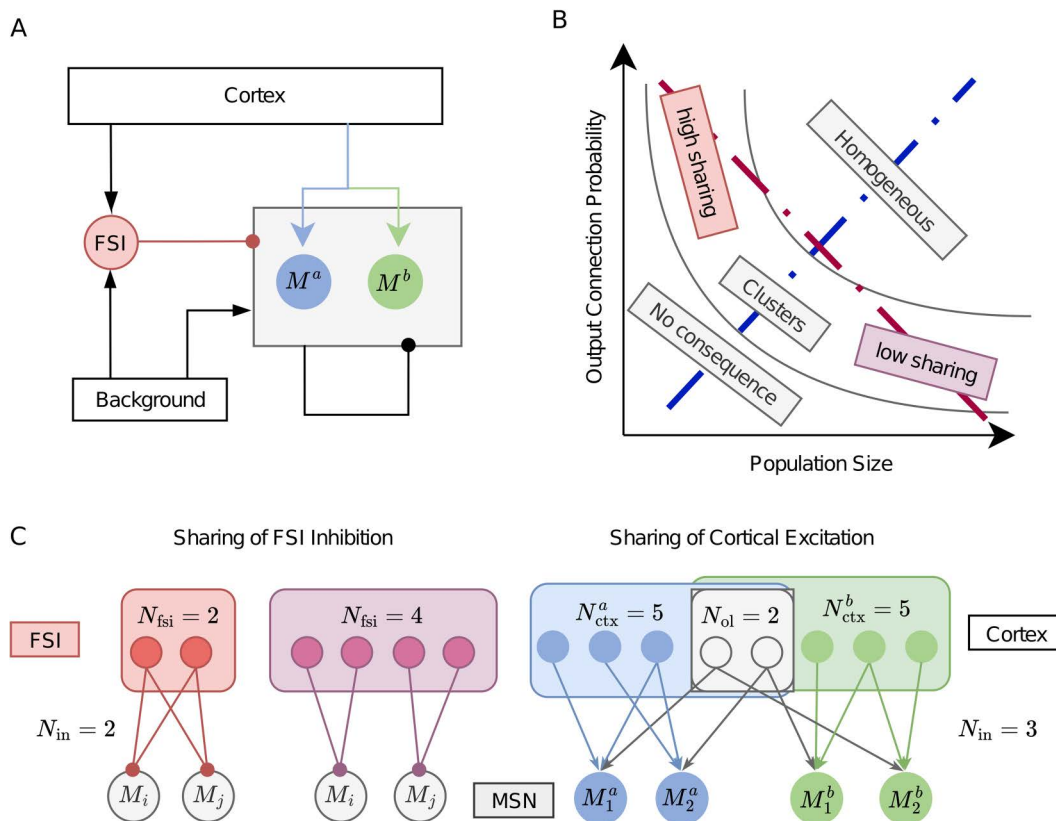 A
Cortex
FSI
M^a
M^b
Background
B
Output Connection Probability
high sharing
Homogeneous
Clusters
No consequence
low sharing
Population Size
C
Sharing of FSI Inhibition
Sharing of Cortical Excitation
FSI
N_fsi = 2
N_fsi = 4
N^a_ctx = 5
N_ol = 2
N^b_ctx = 5
Cortex
N_in = 2
N_in = 3
M_i
M_j
M_i
M_j
MSN
M^a_1
M^a_2
M^b_1
M^b_2